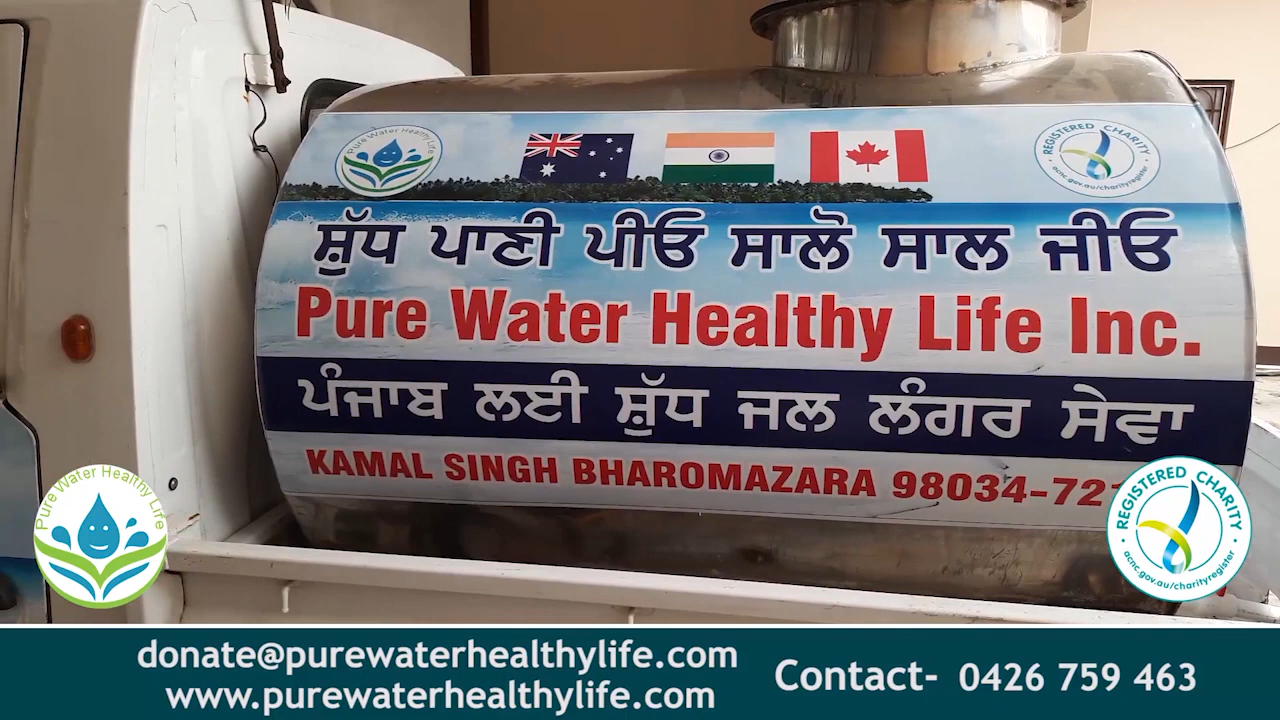 Pure Water Healthy Life
REGISTERED CHARITY
acnc.gov.au/charityregister
ਸ਼ੁੱਧ ਪਾਣੀ ਪੀਓ ਸਾਲੋ ਸਾਲ ਜੀਓ
Pure Water Healthy Life Inc.
ਪੰਜਾਬ ਲਈ ਸ਼ੁੱਧ ਜਲ ਲੰਗਰ ਸੇਵਾ
KAMAL SINGH BHAROMAZARA
Pure Water Healthy Life
REGISTERED CHARITY
acnc.gov.au/charityregister
donate@purewaterhealthylife.com
www.purewaterhealthylife.com
Contact- 0426 759 463